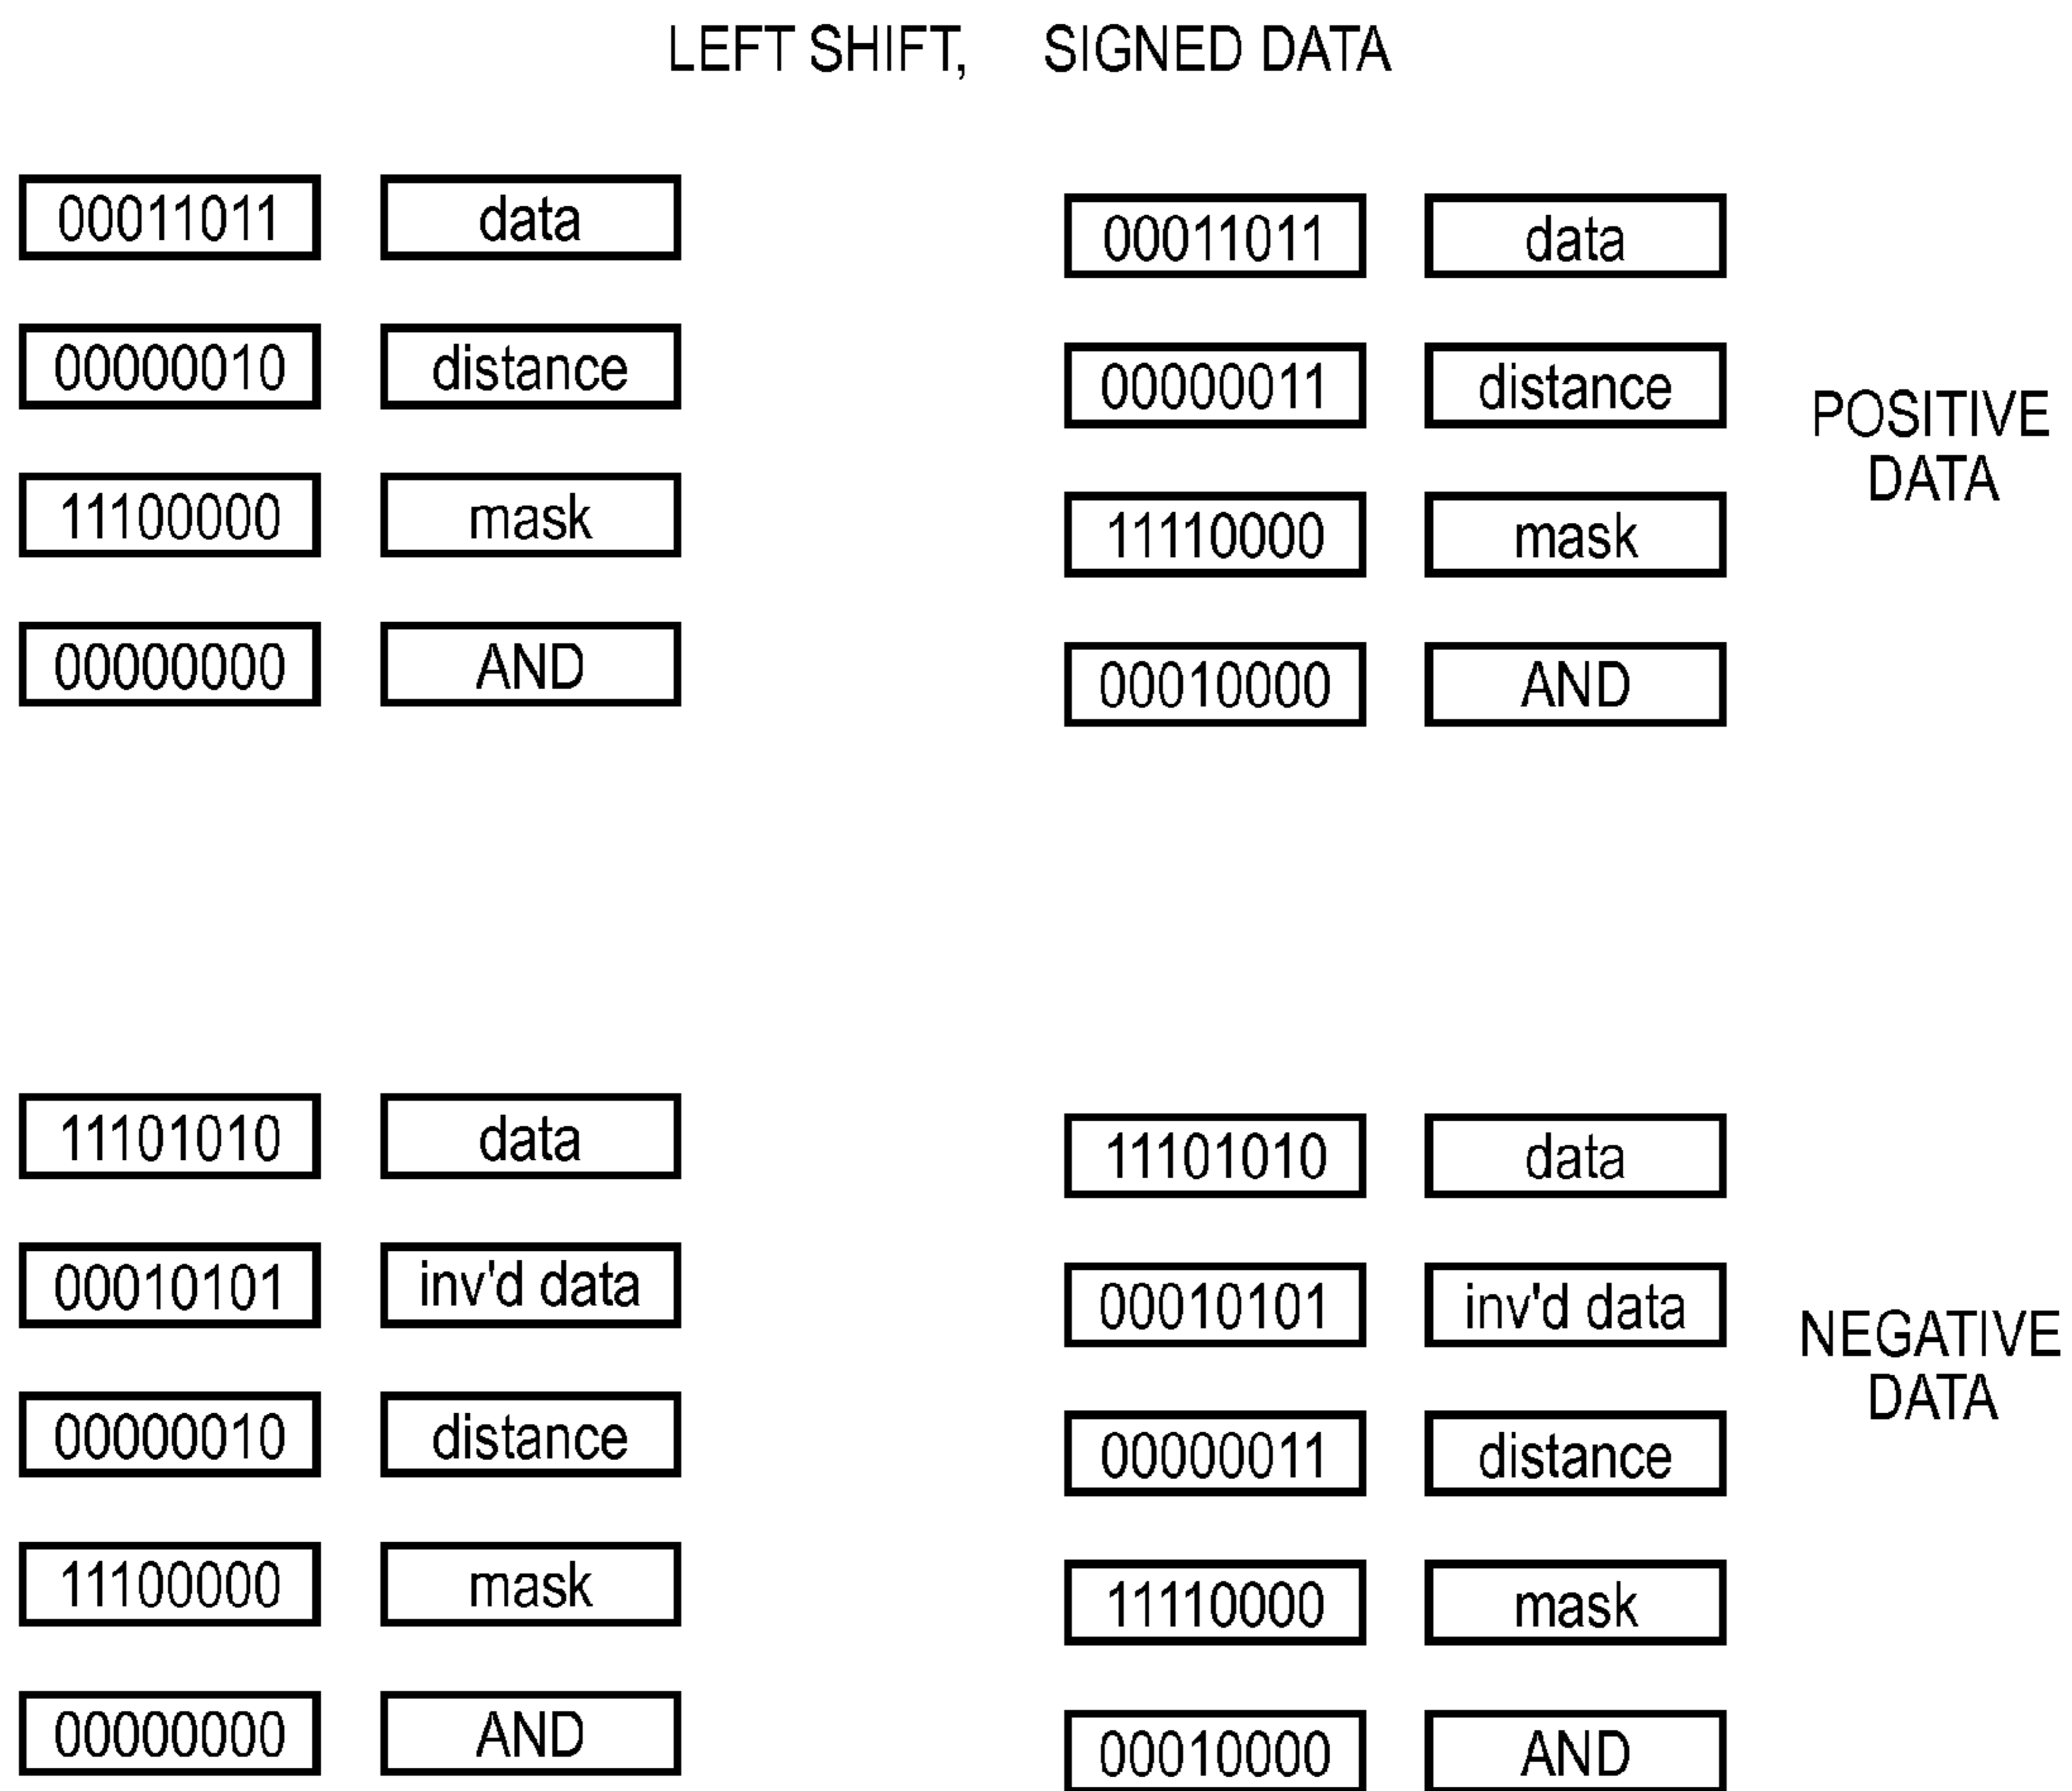 LEFT SHIFT, SIGNED DATA
00011011 data
00000010 distance
11100000 mask
00000000 AND
00011011 data
00000011 distance
11110000 mask
00010000 AND
POSITIVE
DATA
11101010 data
00010101 inv'd data
00000010 distance
11100000 mask
00000000 AND
11101010 data
00010101 inv'd data
00000011 distance
11110000 mask
00010000 AND
NEGATIVE
DATA